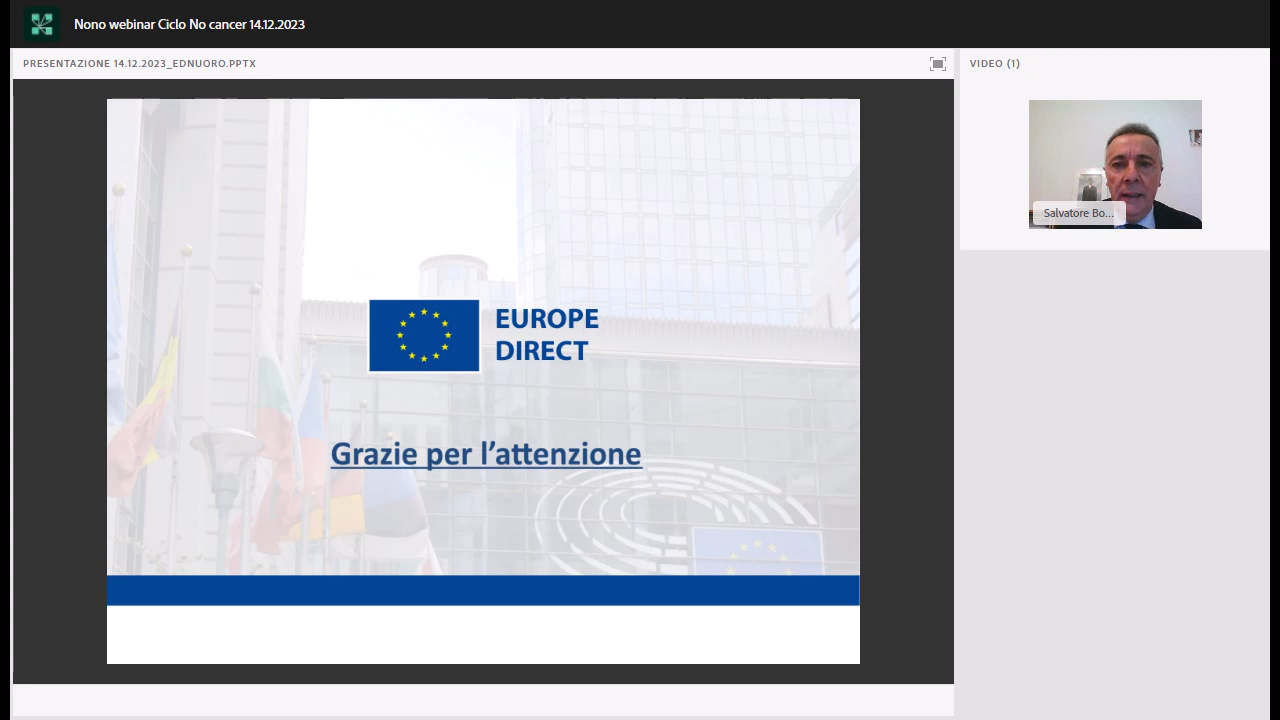 Nono webinar Ciclo No cancer 14.12.2023
PRESENTAZIONE 14.12.2023_EDNUORO.PPTX
VIDEO (1)
Salvatore Bo...
EUROPE
DIRECT
Grazie per l'attenzione